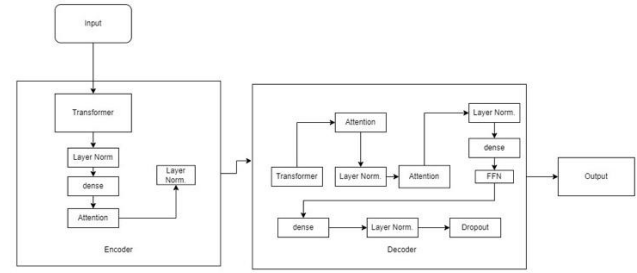 Input
Transformer
Layer Norm
dense
Attention
Layer
Norm.
Encoder
Transformer
Attention
Layer Norm.
Attention
Layer Norm.
dense
FFN
dense
Layer Norm.
Dropout
Decoder
Output